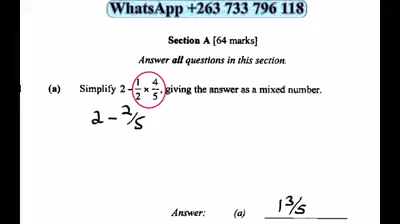 WhatsApp +263 733 796 118
Section A [64 marks]
Answer all questions in this section.
(a) Simplify 2 - 1/2 × 4/5, giving the answer as a mixed number.
2 - 2/5
Answer: (a) 1 3/5